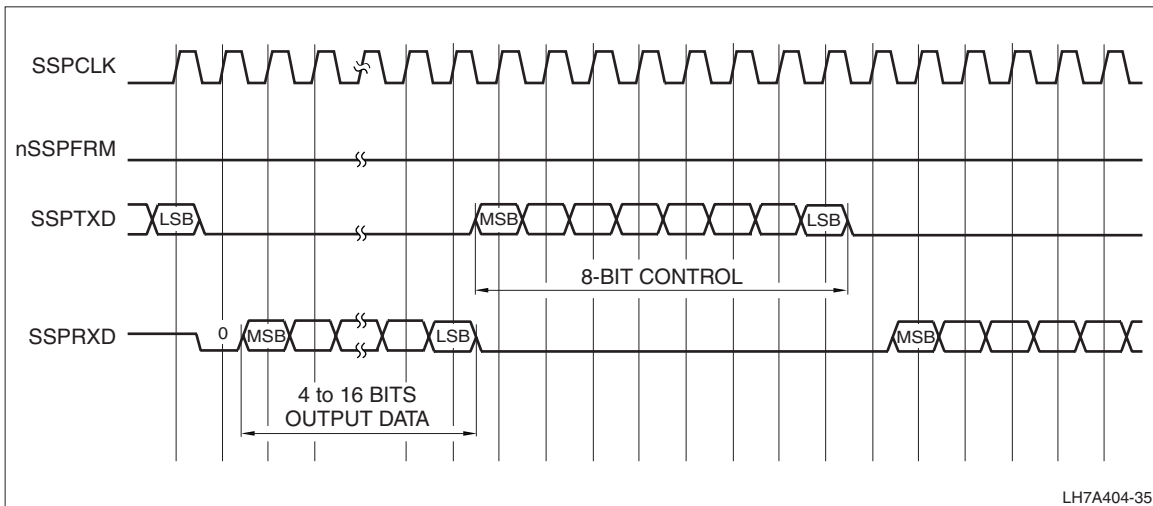 SSPCLK
nSSPFRM
SSPTXD
LSB
MSB
LSB
8-BIT CONTROL
SSPRXD
0
MSB
LSB
MSB
4 to 16 BITS
OUTPUT DATA
LH7A404-35